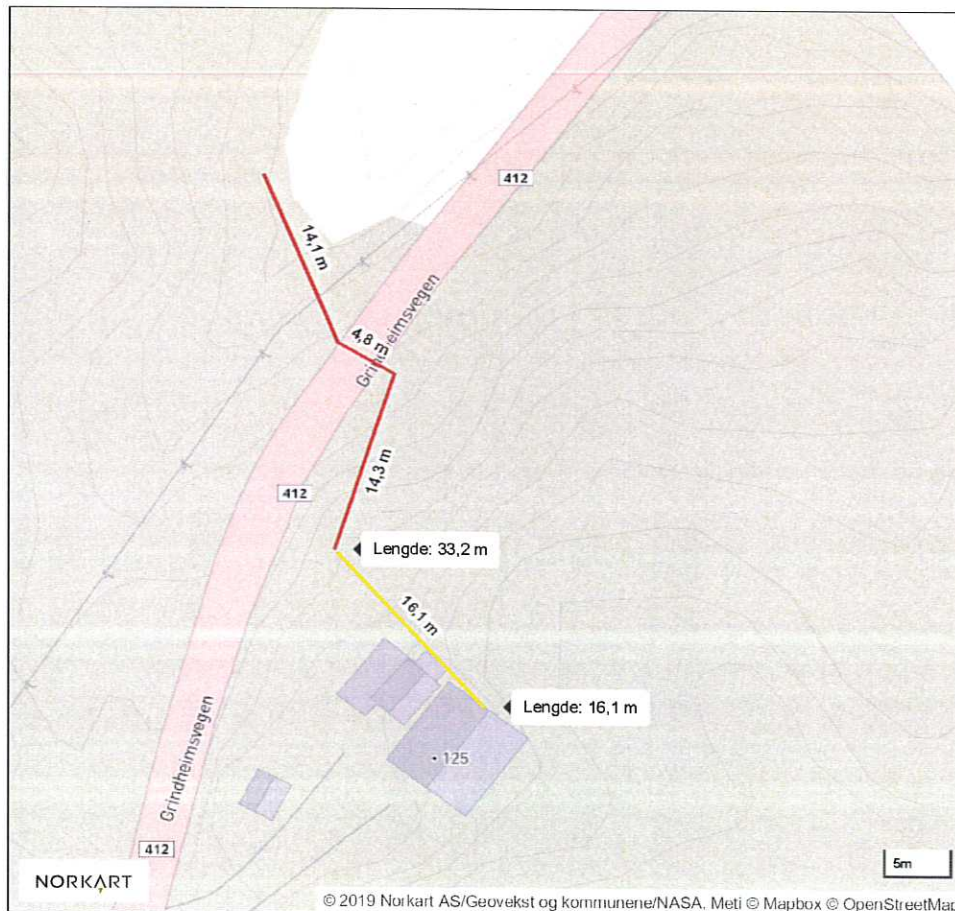 412
14,1 m
Grindheimsvegen
4,8 m
14,3 m
412
Lengde: 33,2 m
16,1 m
Lengde: 16,1 m
125
Grindheimsvegen
412
5m
NORKART
© 2019 Norkart AS/Geovekst og kommunene/NASA, Meti © Mapbox © OpenStreetMap